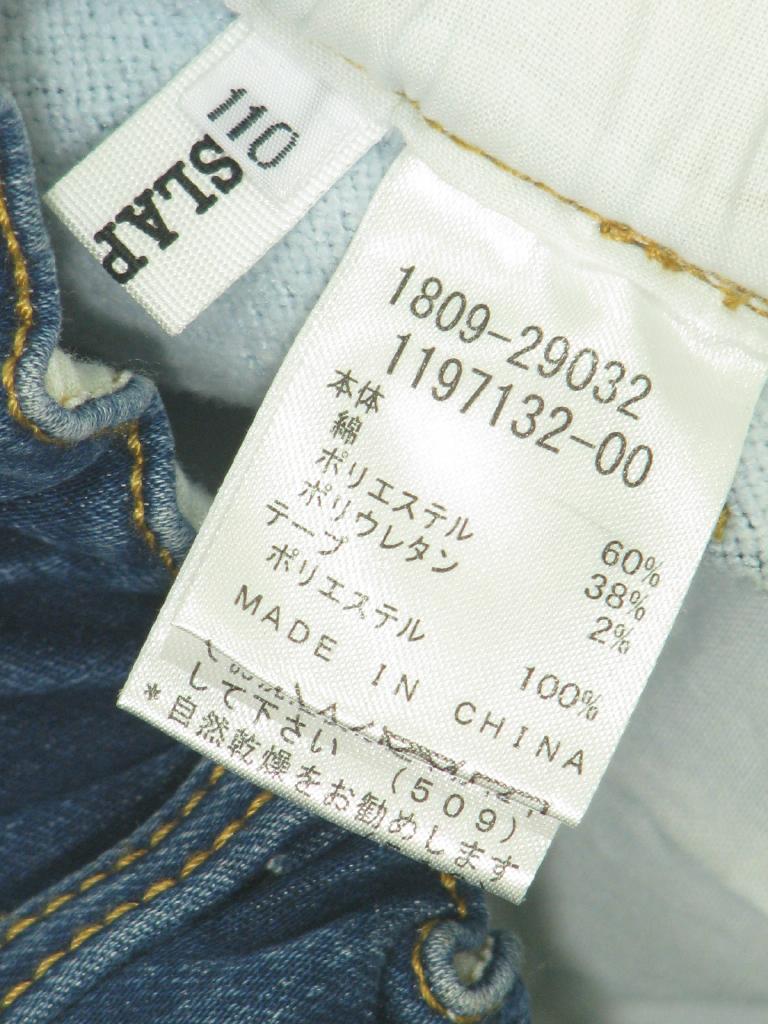 110
SLAP
1809-29032
1197132-00
本体
綿 60%
ポリエステル 38%
ポリウレタン 2%
テープ
ポリエステル 100%
MADE IN CHINA
して下さい (509)
*自然乾燥をお勧めします